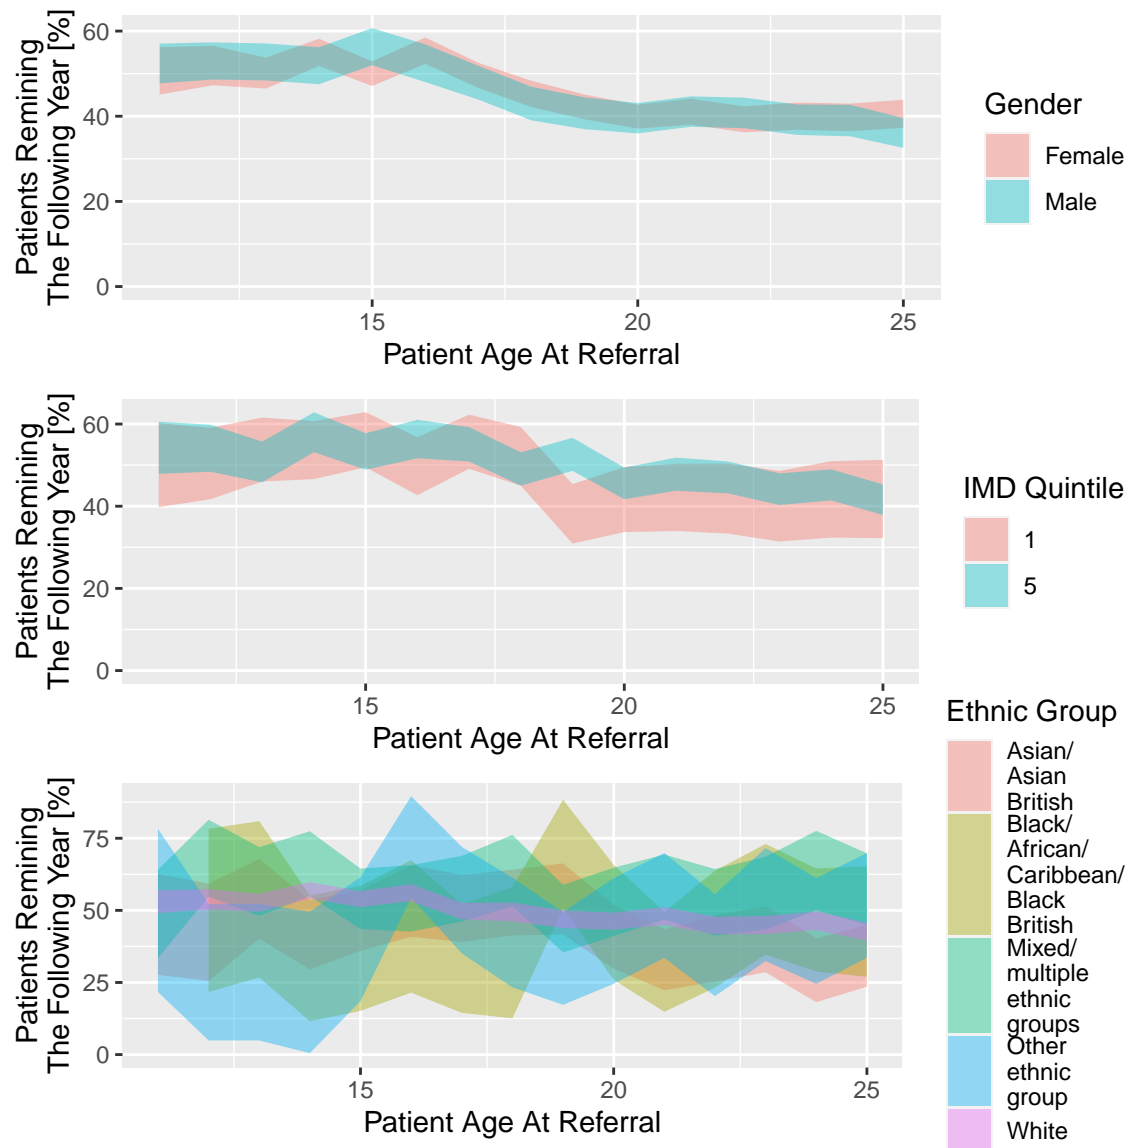 Patients Remining
The Following Year [%]
60
40
20
0
15
20
25
Patient Age At Referral
Gender
Female
Male
Patients Remining
The Following Year [%]
60
40
20
0
15
20
25
Patient Age At Referral
IMD Quintile
1
5
Patients Remining
The Following Year [%]
75
50
25
0
15
20
25
Patient Age At Referral
Ethnic Group
Asian/
Asian
British
Black/
African/
Caribbean/
Black
British
Mixed/
multiple
ethnic
groups
Other
ethnic
group
White